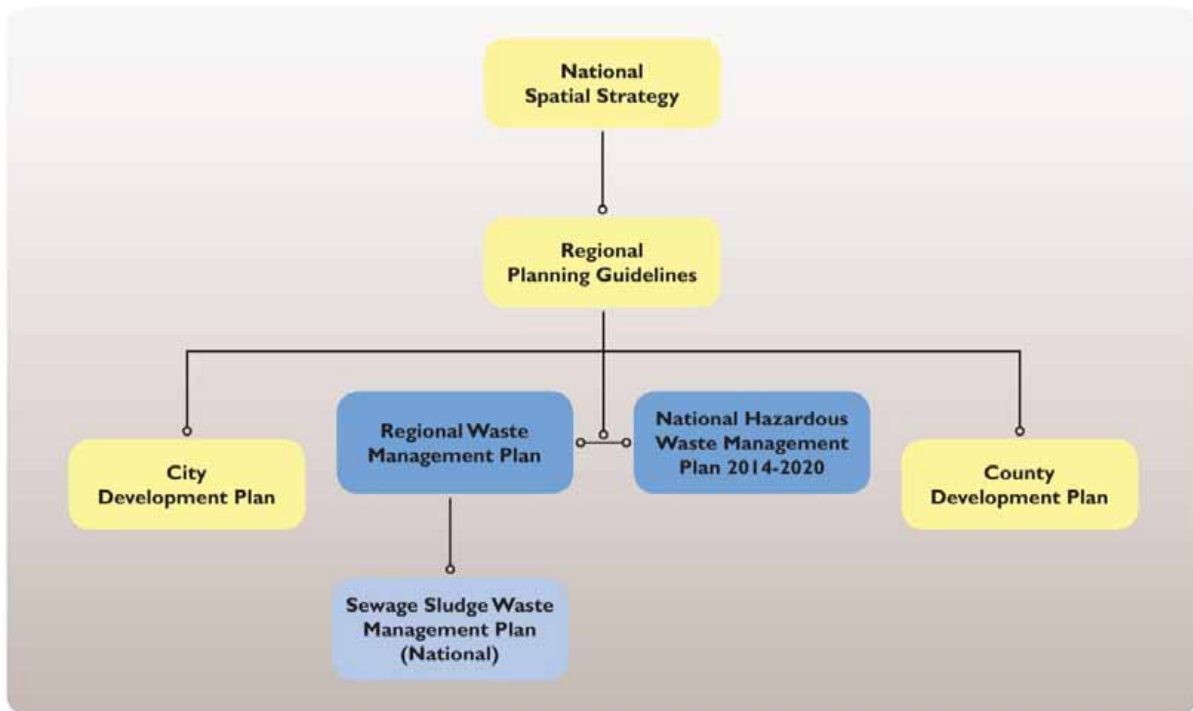 National
Spatial Strategy
Regional
Planning Guidelines
Regional Waste
Management Plan
National Hazardous
Waste Management
Plan 2014-2020
City
Development Plan
County
Development Plan
Sewage Sludge Waste
Management Plan
(National)